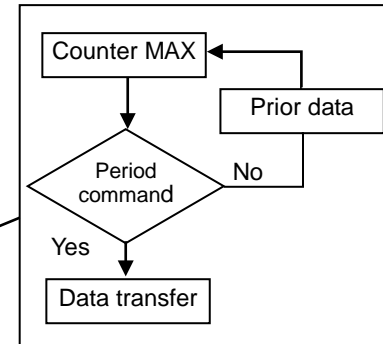 Counter MAX
Prior data
Period
command
No
Yes
Data transfer